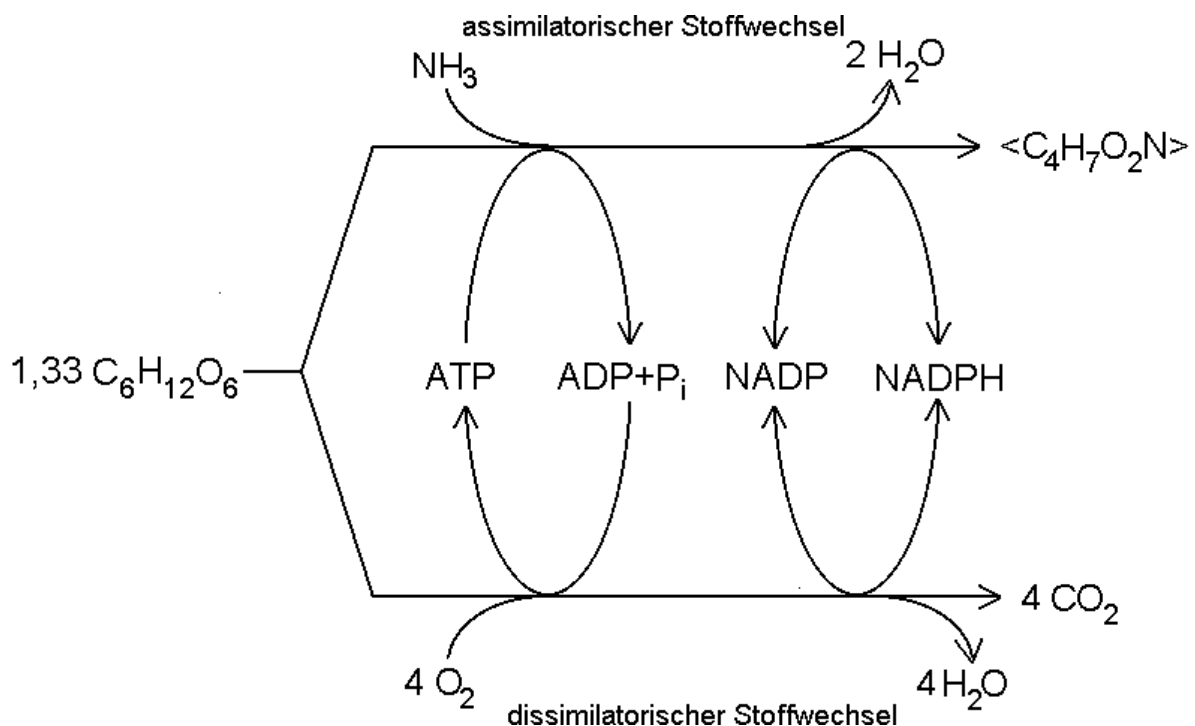 assimilatorischer Stoffwechsel
NH₃
2 H₂O
<C₄H₇O₂N>
1,33 C₆H₁₂O₆
ATP
ADP+Pᵢ
NADP
NADPH
4 CO₂
4 O₂
4 H₂O
dissimilatorischer Stoffwechsel